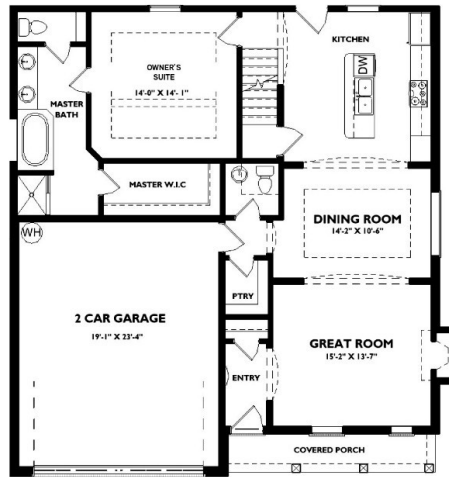 KITCHEN
OWNER'S
SUITE
14'-0" X 14'- 1"
DW
MASTER
BATH
MASTER W.I.C
DINING ROOM
14'-2" X 10'-6"
WH
PTRY
2 CAR GARAGE
19'-1" X 23'-4"
GREAT ROOM
15'-2" X 13'-7"
ENTRY
COVERED PORCH